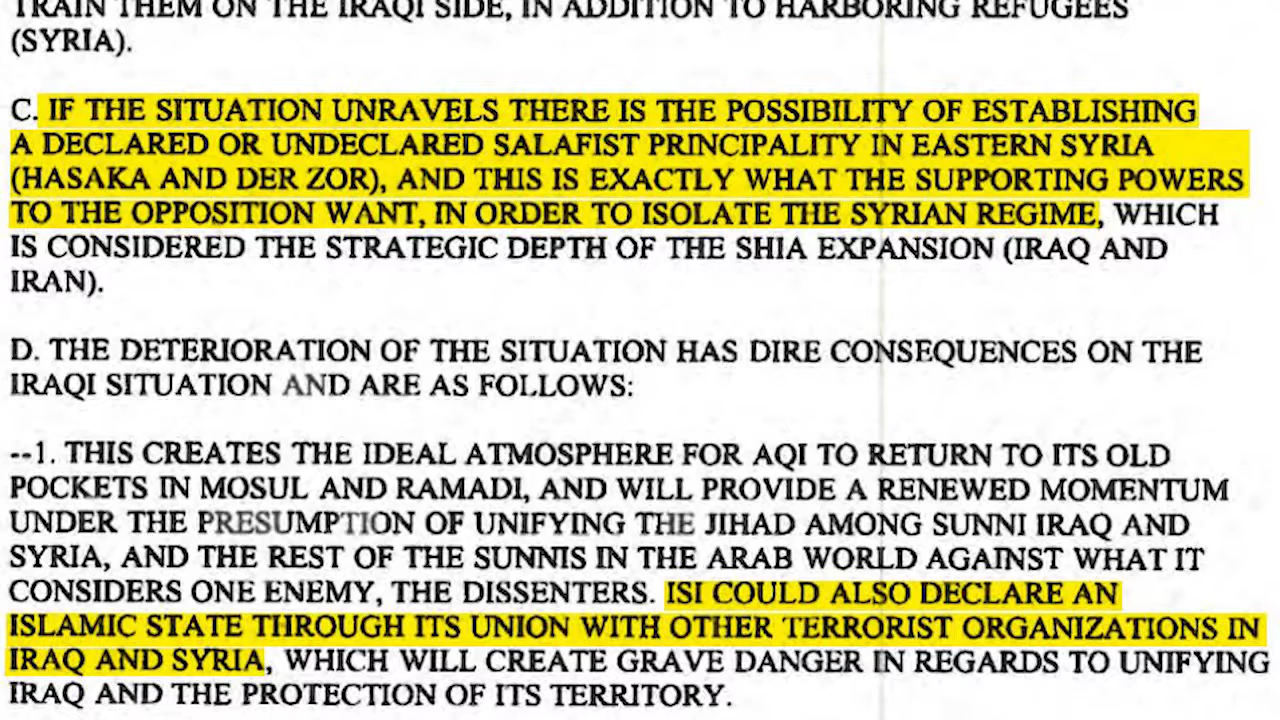 TRAIN THEM ON THE IRAQI SIDE, IN ADDITION TO HARBORING REFUGEES
(SYRIA).
C. IF THE SITUATION UNRAVELS THERE IS THE POSSIBILITY OF ESTABLISHING
A DECLARED OR UNDECLARED SALAFIST PRINCIPALITY IN EASTERN SYRIA
(HASAKA AND DER ZOR), AND THIS IS EXACTLY WHAT THE SUPPORTING POWERS
TO THE OPPOSITION WANT, IN ORDER TO ISOLATE THE SYRIAN REGIME, WHICH
IS CONSIDERED THE STRATEGIC DEPTH OF THE SHIA EXPANSION (IRAQ AND
IRAN).
D. THE DETERIORATION OF THE SITUATION HAS DIRE CONSEQUENCES ON THE
IRAQI SITUATION AND ARE AS FOLLOWS:
--1. THIS CREATES THE IDEAL ATMOSPHERE FOR AQI TO RETURN TO ITS OLD
POCKETS IN MOSUL AND RAMADI, AND WILL PROVIDE A RENEWED MOMENTUM
UNDER THE PRESUMPTION OF UNIFYING THE JIHAD AMONG SUNNI IRAQ AND
SYRIA, AND THE REST OF THE SUNNIS IN THE ARAB WORLD AGAINST WHAT IT
CONSIDERS ONE ENEMY, THE DISSENTERS. ISI COULD ALSO DECLARE AN
ISLAMIC STATE THROUGH ITS UNION WITH OTHER TERRORIST ORGANIZATIONS IN
IRAQ AND SYRIA, WHICH WILL CREATE GRAVE DANGER IN REGARDS TO UNIFYING
IRAQ AND THE PROTECTION OF ITS TERRITORY.